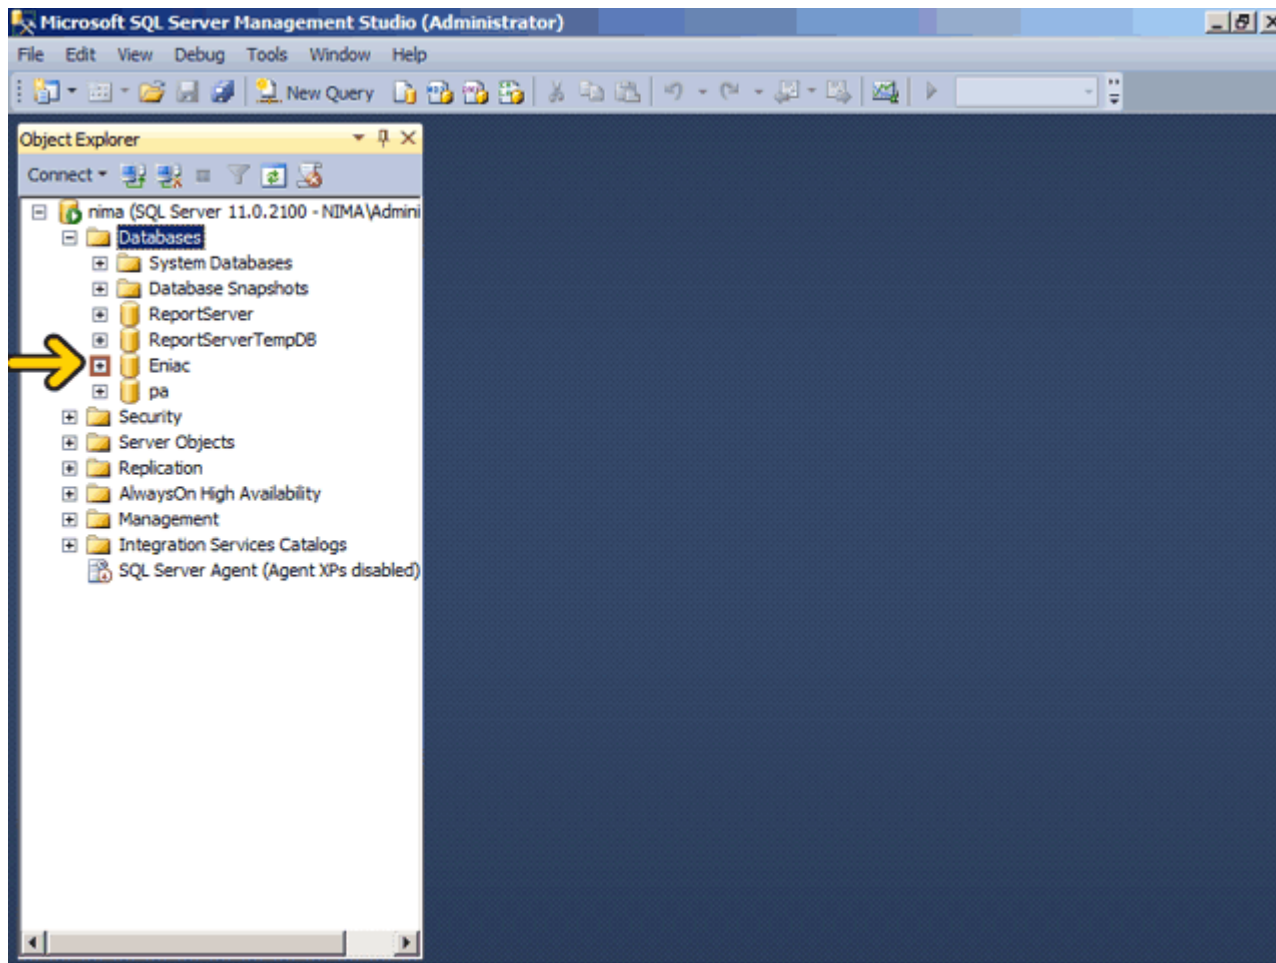 Microsoft SQL Server Management Studio (Administrator)
File Edit View Debug Tools Window Help
New Query
Object Explorer
Connect
nima (SQL Server 11.0.2100 - NIMA\Admini
Databases
System Databases
Database Snapshots
ReportServer
ReportServerTempDB
Eniac
pa
Security
Server Objects
Replication
AlwaysOn High Availability
Management
Integration Services Catalogs
SQL Server Agent (Agent XPs disabled)